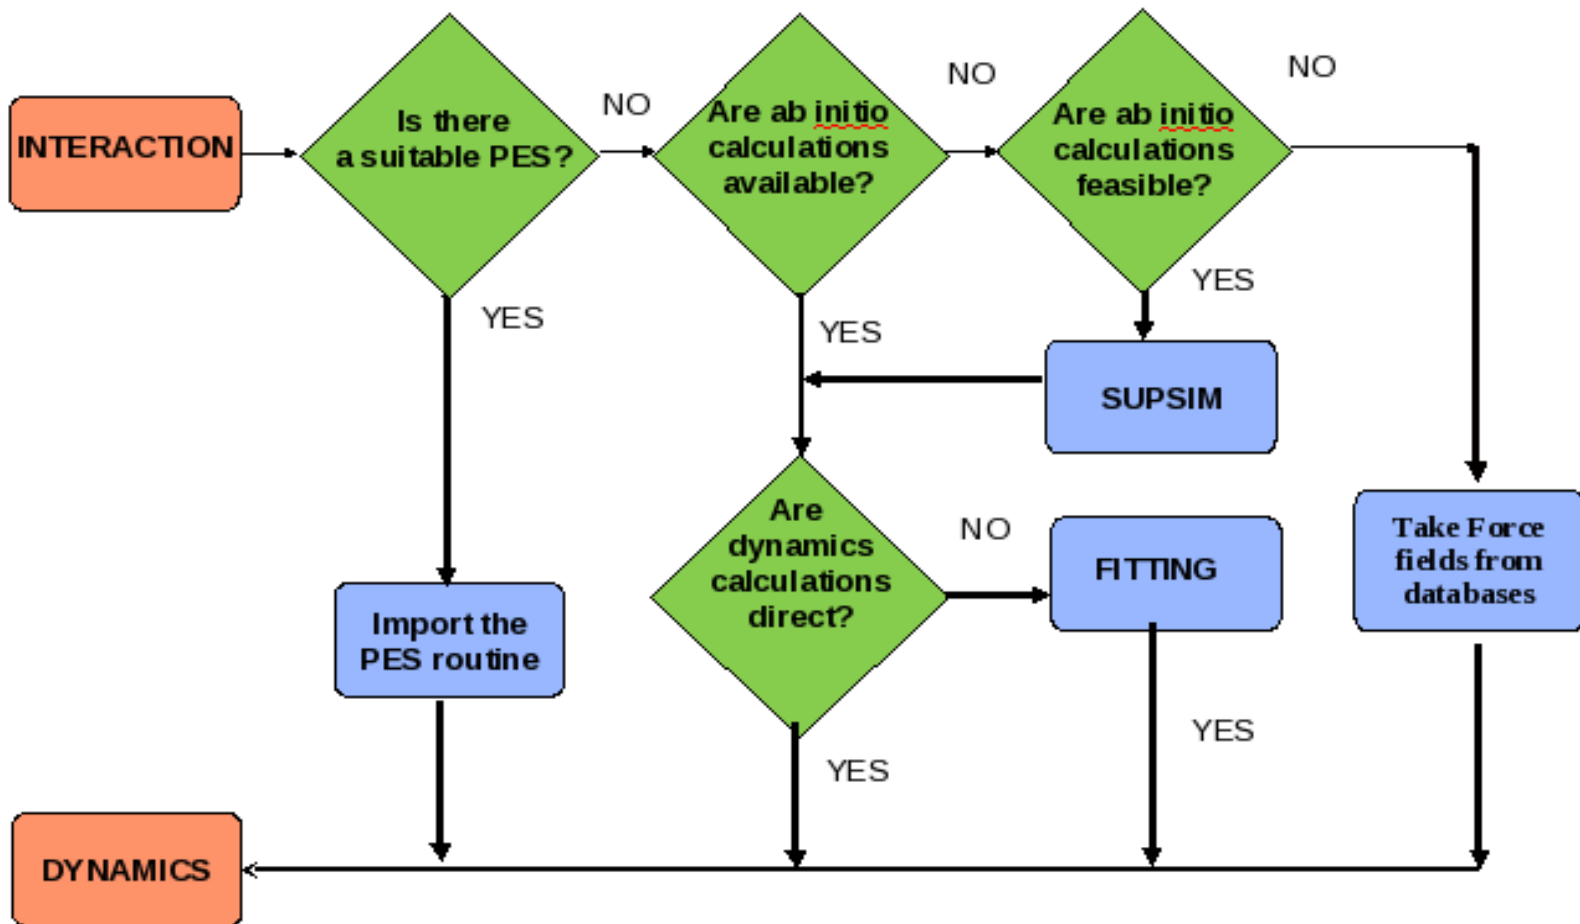 INTERACTION
Is there
a suitable PES?
NO
Are ab initio
calculations
available?
NO
Are ab initio
calculations
feasible?
NO
YES
YES
YES
SUPSIM
Are
dynamics
calculations
direct?
NO
FITTING
Take Force
fields from
databases
Import the
PES routine
YES
YES
DYNAMICS